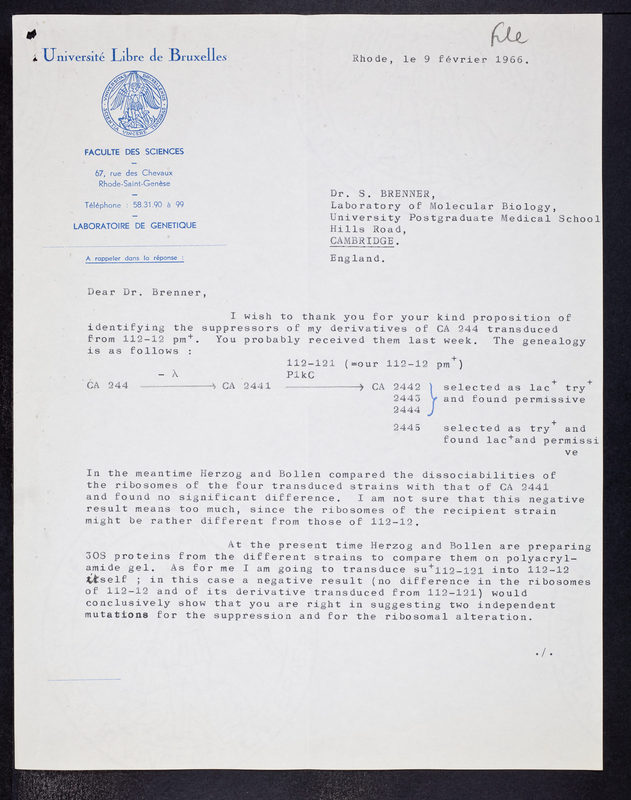 file
Université Libre de Bruxelles
Rhode, le 9 février 1966.
FACULTE DES SCIENCES
67, rue des Chevaux
Rhode-Saint-Genèse
Téléphone : 58.31.90 à 99
LABORATOIRE DE GENETIQUE
A rappeler dans la réponse :
Dr. S. BRENNER,
Laboratory of Molecular Biology,
University Postgraduate Medical School
Hills Road,
CAMBRIDGE.
England.
Dear Dr. Brenner,
I wish to thank you for your kind proposition of
identifying the suppressors of my derivatives of CA 244 transduced
from 112-12 pm+. You probably received them last week. The genealogy
is as follows :
112-121 (=our 112-12 pm+)
- λ P1kC
CA 244 ⟶ CA 2441 ⟶ CA 2442 } selected as lac+ try+
2443 and found permissive
2444
2445 selected as try+ and
found lac+and permissi
ve
In the meantime Herzog and Bollen compared the dissociabilities of
the ribosomes of the four transduced strains with that of CA 2441
and found no significant difference. I am not sure that this negative
result means too much, since the ribosomes of the recipient strain
might be rather different from those of 112-12.
At the present time Herzog and Bollen are preparing
30S proteins from the different strains to compare them on polyacryl-
amide gel. As for me I am going to transduce su+112-121 into 112-12
itself ; in this case a negative result (no difference in the ribosomes
of 112-12 and of its derivative transduced from 112-121) would
conclusively show that you are right in suggesting two independent
mutations for the suppression and for the ribosomal alteration.
./.